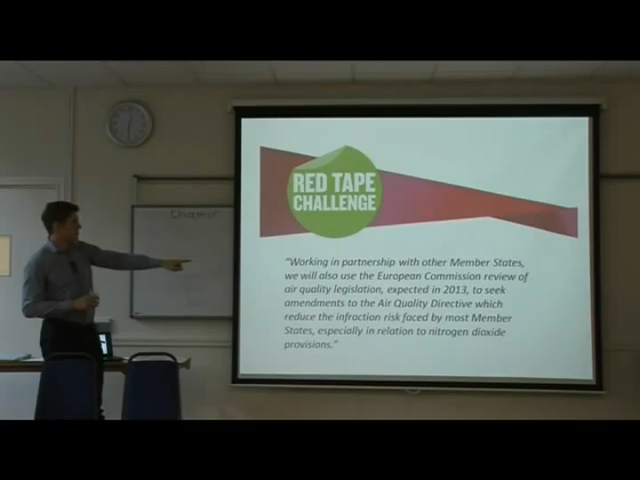 RED TAPE
CHALLENGE
"Working in partnership with other Member States,
we will also use the European Commission review of
air quality legislation, expected in 2013, to seek
amendments to the Air Quality Directive which
reduce the infraction risk faced by most Member
States, especially in relation to nitrogen dioxide
provisions."